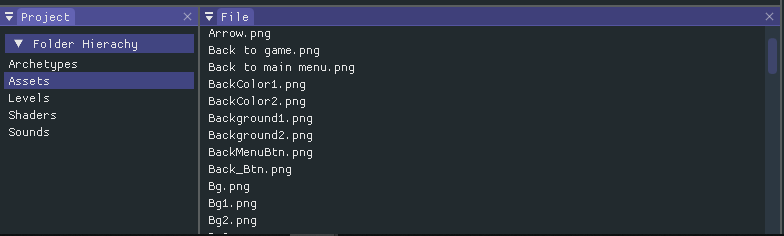 Project
Folder Hierachy
Archetypes
Assets
Levels
Shaders
Sounds
File
Arrow.png
Back to game.png
Back to main menu.png
BackColor1.png
BackColor2.png
Background1.png
Background2.png
BackMenuBtn.png
Back_Btn.png
Bg.png
Bg1.png
Bg2.png